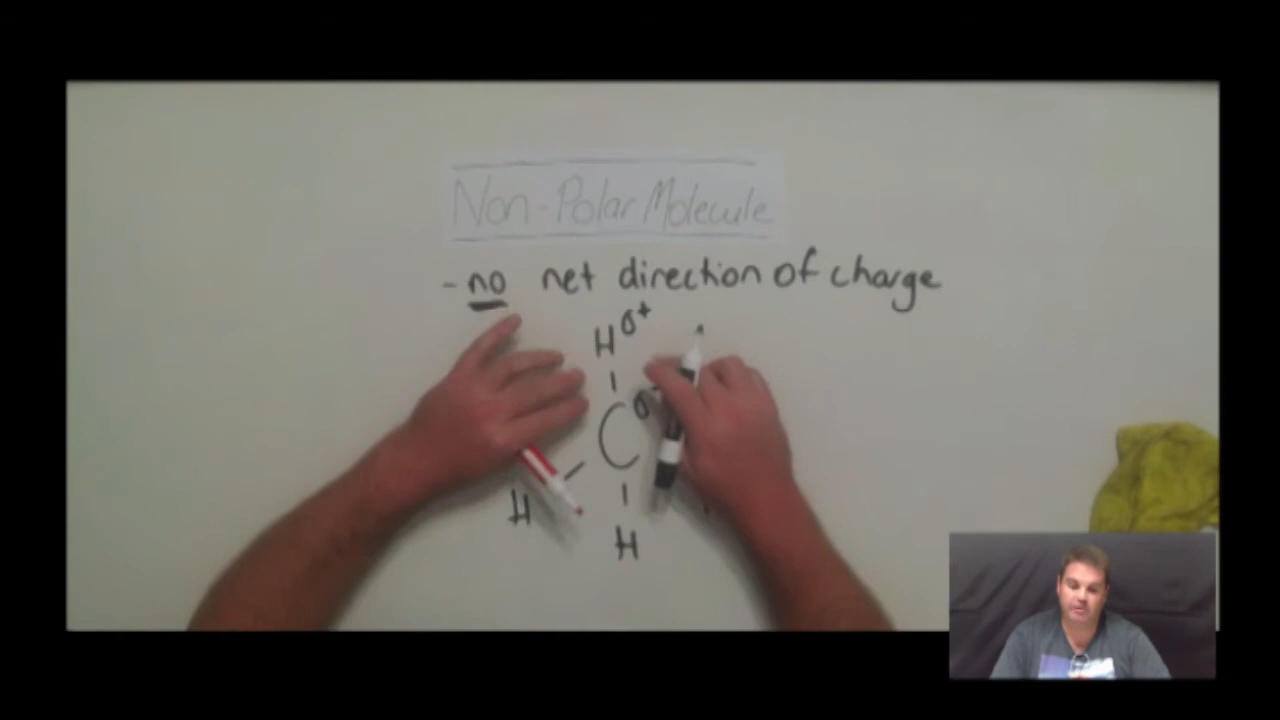 Non-Polar Molecule
- no net direction of charge
H δ+
C δ-
H
H